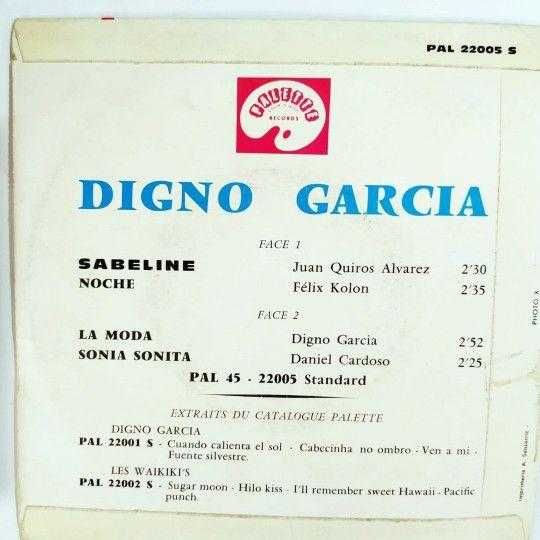 PAL 22005 S
PALETTE
RECORDS
DIGNO GARCIA
FACE 1
SABELINE Juan Quiros Alvarez 2'30
NOCHE Félix Kolon 2'35
FACE 2
LA MODA Digno Garcia 2'52
SONIA SONITA Daniel Cardoso 2'25
PAL 45 - 22005 Standard
EXTRAITS DU CATALOGUE PALETTE
DIGNO GARCIA
PAL 22001 S - Cuando calienta el sol - Cabecinha no ombro - Ven a mi -
Fuente silvestre.
LES WAIKIKI'S
PAL 22002 S - Sugar moon - Hilo kiss - I'll remember sweet Hawaii - Pacific
punch.
PHOTO X
Imprimerie A.